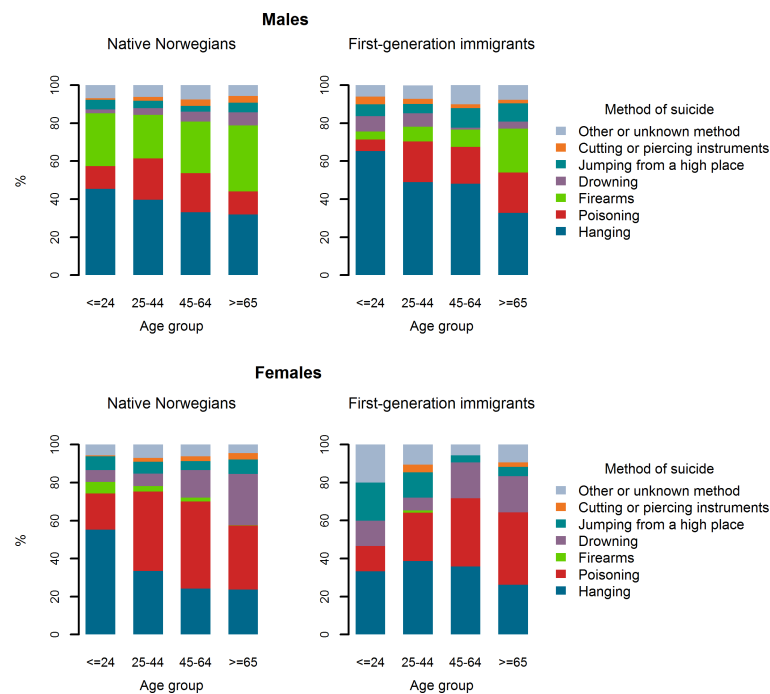 Males
Native Norwegians
First-generation immigrants
%
0
20
40
60
80
100
<=24 25-44 45-64 >=65
Age group
0
20
40
60
80
100
<=24 25-44 45-64 >=65
Age group
Method of suicide
Other or unknown method
Cutting or piercing instruments
Jumping from a high place
Drowning
Firearms
Poisoning
Hanging
Females
Native Norwegians
First-generation immigrants
%
0
20
40
60
80
100
<=24 25-44 45-64 >=65
Age group
0
20
40
60
80
100
<=24 25-44 45-64 >=65
Age group
Method of suicide
Other or unknown method
Cutting or piercing instruments
Jumping from a high place
Drowning
Firearms
Poisoning
Hanging